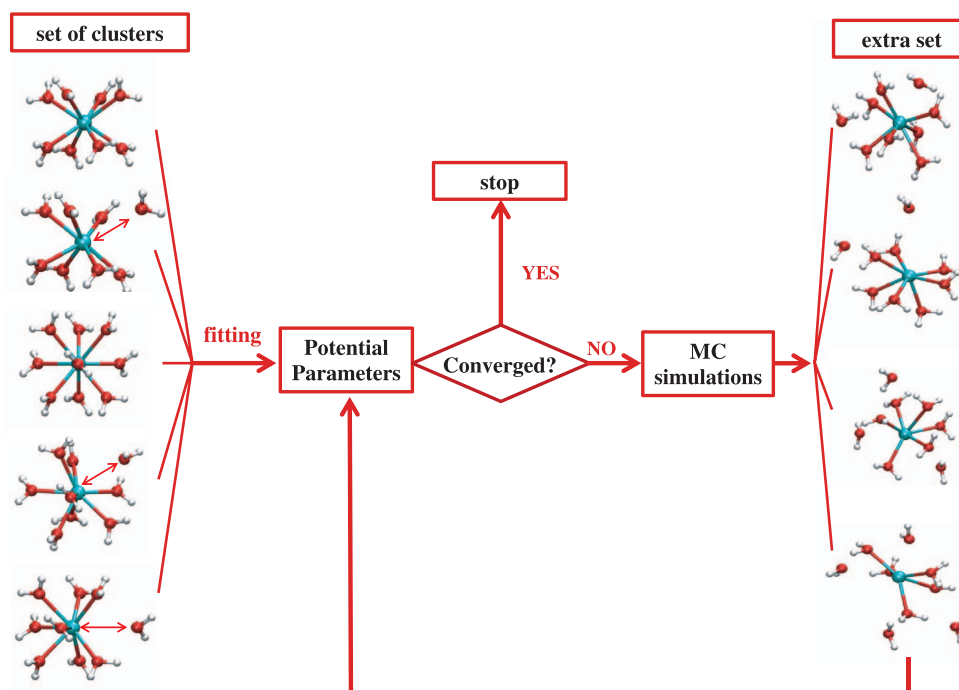 set of clusters
extra set
stop
YES
fitting
Potential
Parameters
Converged?
NO
MC
simulations